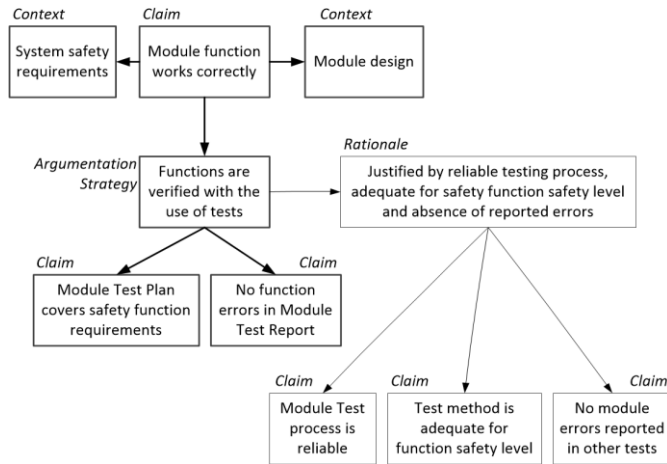 Context
Claim
Context
System safety
requirements
Module function
works correctly
Module design
Argumentation
Strategy
Functions are
verified with the
use of tests
Rationale
Justified by reliable testing process,
adequate for safety function safety level
and absence of reported errors
Claim
Module Test Plan
covers safety function
requirements
Claim
No function
errors in Module
Test Report
Claim
Module Test
process is
reliable
Claim
Test method is
adequate for
function safety level
Claim
No module
errors reported
in other tests